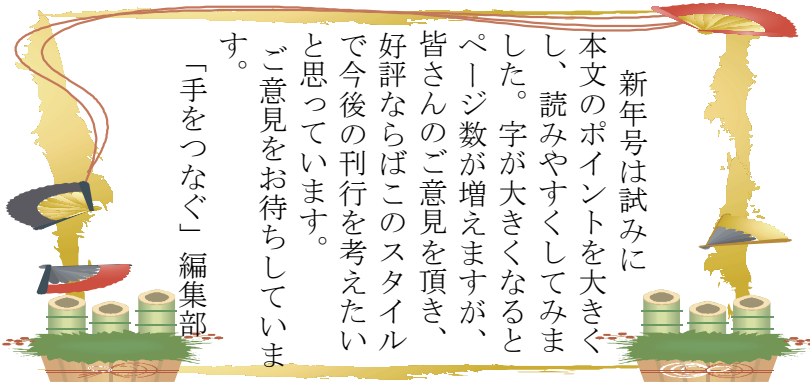 新年号は試みに
本文のポイントを大きく
し、読みやすくしてみま
した。字が大きくなると
ページ数が増えますが、
皆さんのご意見を頂き、
好評ならばこのスタイル
で今後の刊行を考えたい
と思っています。
ご意見をお待ちしていま
す。
「手をつなぐ」編集部